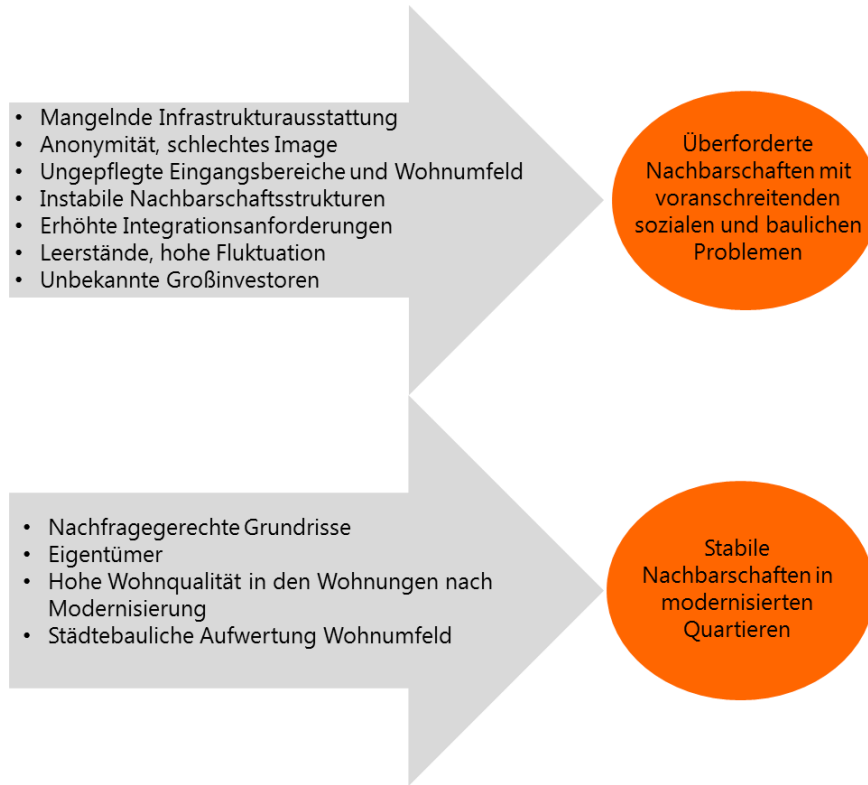 • Mangelnde Infrastrukturausstattung
• Anonymität, schlechtes Image
• Ungepflegte Eingangsbereiche und Wohnumfeld
• Instabile Nachbarschaftsstrukturen
• Erhöhte Integrationsanforderungen
• Leerstände, hohe Fluktuation
• Unbekannte Großinvestoren
Überforderte
Nachbarschaften mit
voranschreitenden
sozialen und baulichen
Problemen
• Nachfragegerechte Grundrisse
• Eigentümer
• Hohe Wohnqualität in den Wohnungen nach
Modernisierung
• Städtebauliche Aufwertung Wohnumfeld
Stabile
Nachbarschaften in
modernisierten
Quartieren